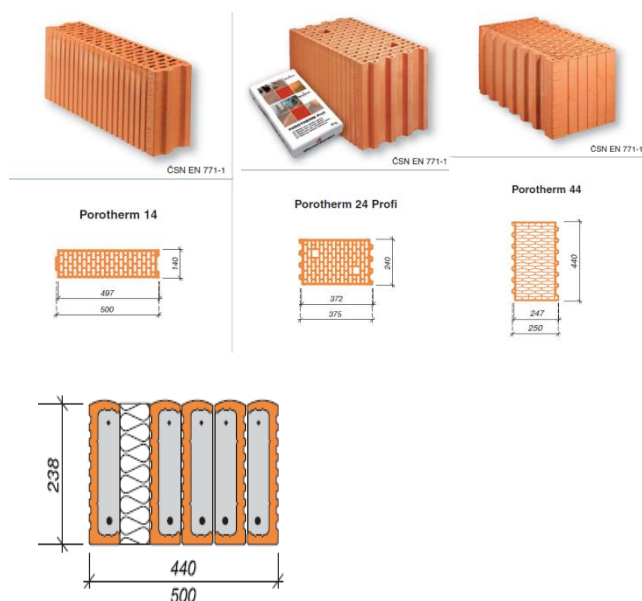 ČSN EN 771-1
ČSN EN 771-1
ČSN EN 771-1
Porotherm 14
Porotherm 24 Profi
Porotherm 44
140
497
500
240
372
375
440
247
250
238
440
500